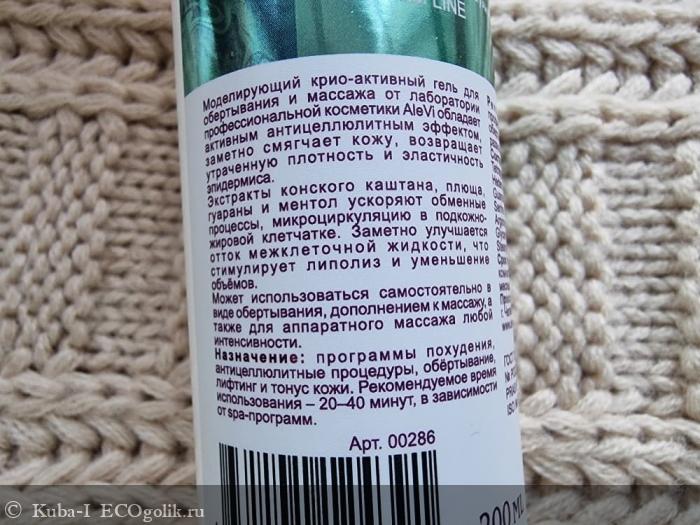 LINE
Моделирующий крио-активный гель для
обертывания и массажа от лаборатории
профессиональной косметики AleVi обладает
активным антицеллюлитным эффектом,
заметно смягчает кожу, возвращает
утраченную плотность и эластичность
эпидермиса.
Экстракты конского каштана, плюща,
гуараны и ментол ускоряют обменные
процессы, микроциркуляцию в подкожно-
жировой клетчатке. Заметно улучшается
отток межклеточной жидкости, что
стимулирует липолиз и уменьшение
объёмов.
Может использоваться самостоятельно в
виде обертывания, дополнением к массажу, а
также для аппаратного массажа любой
интенсивности.
Назначение: программы похудения,
антицеллюлитные процедуры, обёртывание,
лифтинг и тонус кожи. Рекомендуемое время
использования – 20–40 минут, в зависимости
от spa-программ.
Арт. 00286
200 ML
© Kuba-I ECOgolik.ru